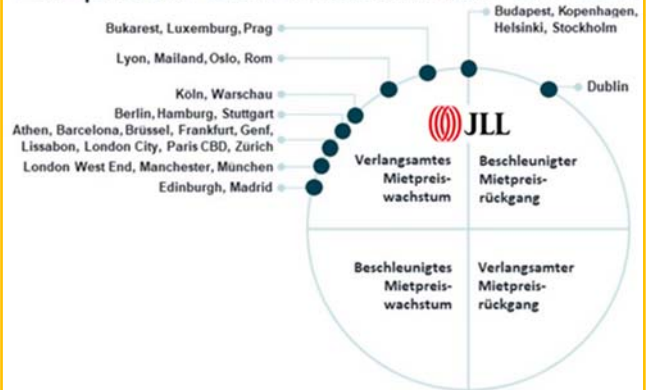 Budapest, Kopenhagen,
Helsinki, Stockholm
Bukarest, Luxemburg, Prag
Lyon, Mailand, Oslo, Rom
Dublin
Köln, Warschau
Berlin, Hamburg, Stuttgart
Athen, Barcelona, Brüssel, Frankfurt, Genf,
Lissabon, London City, Paris CBD, Zürich
London West End, Manchester, München
Edinburgh, Madrid
JLL
Verlangsamtes
Mietpreis-
wachstum
Beschleunigter
Mietpreis-
rückgang
Beschleunigtes
Mietpreis-
wachstum
Verlangsamter
Mietpreis-
rückgang